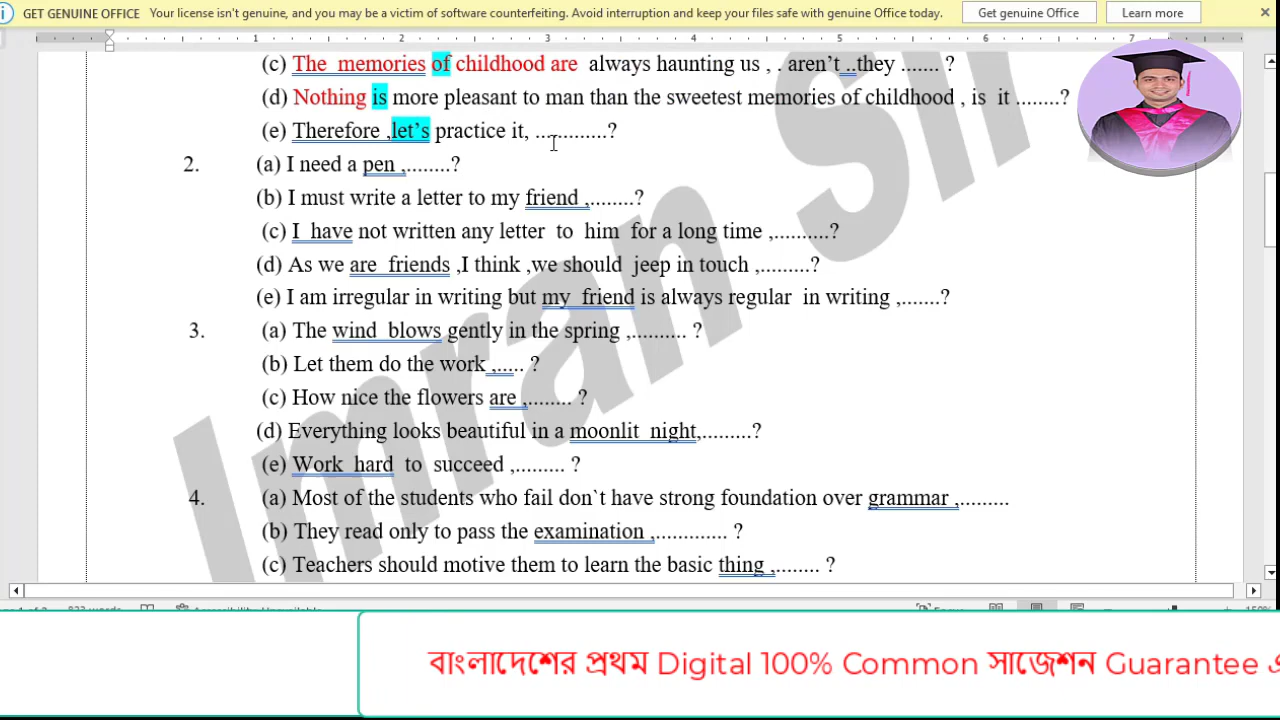 GET GENUINE OFFICE Your license isn't genuine, and you may be a victim of software counterfeiting. Avoid interruption and keep your files safe with genuine Office today. Get genuine Office Learn more
1 2 3 4 5 6 7
(c) The memories of childhood are always haunting us , . aren’t ..they ....... ?
(d) Nothing is more pleasant to man than the sweetest memories of childhood , is it ........?
(e) Therefore ,let’s practice it, ............?
2. (a) I need a pen ,........?
(b) I must write a letter to my friend ,........?
(c) I have not written any letter to him for a long time ,..........?
(d) As we are friends ,I think ,we should jeep in touch ,.........?
(e) I am irregular in writing but my friend is always regular in writing ,.......?
3. (a) The wind blows gently in the spring ,.......... ?
(b) Let them do the work ,..... ?
(c) How nice the flowers are ,........ ?
(d) Everything looks beautiful in a moonlit night,.........?
(e) Work hard to succeed ,......... ?
4. (a) Most of the students who fail don`t have strong foundation over grammar ,.........
(b) They read only to pass the examination ,............. ?
(c) Teachers should motive them to learn the basic thing ,........ ?
Imran Sir
বাংলাদেশের প্রথম Digital 100% Common সাজেশন Guarantee